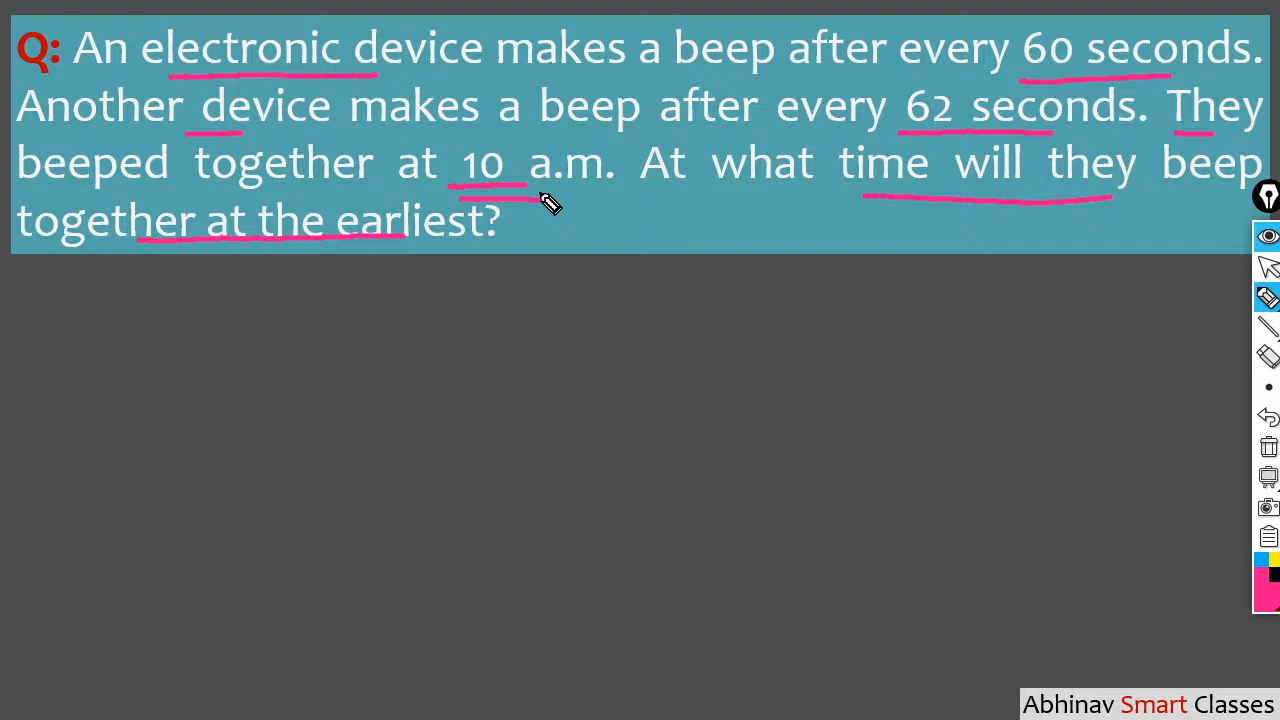 Q: An electronic device makes a beep after every 60 seconds.
Another device makes a beep after every 62 seconds. They
beeped together at 10 a.m. At what time will they beep
together at the earliest?
Abhinav Smart Classes